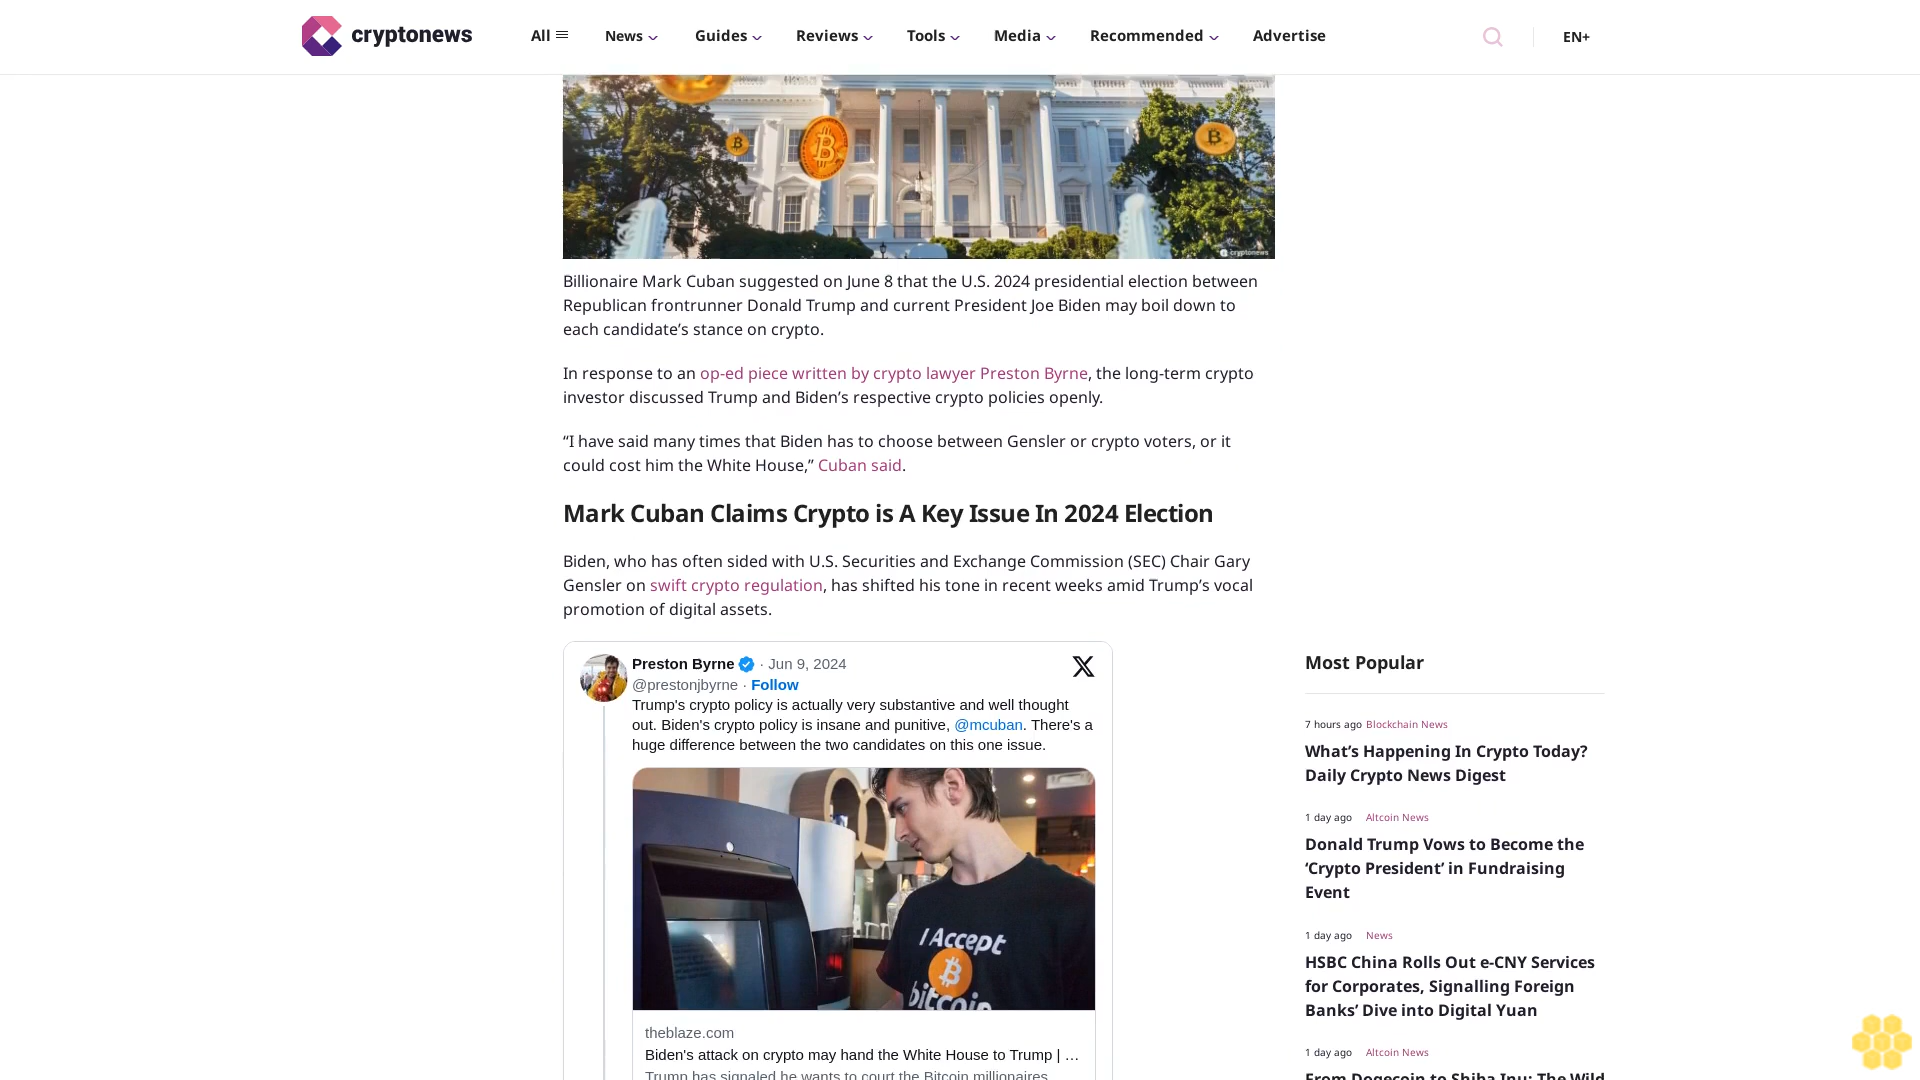 cryptonews
All
News
Guides
Reviews
Tools
Media
Recommended
Advertise
EN+
cryptonews
Billionaire Mark Cuban suggested on June 8 that the U.S. 2024 presidential election between
Republican frontrunner Donald Trump and current President Joe Biden may boil down to
each candidate’s stance on crypto.
In response to an op-ed piece written by crypto lawyer Preston Byrne, the long-term crypto
investor discussed Trump and Biden’s respective crypto policies openly.
“I have said many times that Biden has to choose between Gensler or crypto voters, or it
could cost him the White House,” Cuban said.
Mark Cuban Claims Crypto is A Key Issue In 2024 Election
Biden, who has often sided with U.S. Securities and Exchange Commission (SEC) Chair Gary
Gensler on swift crypto regulation, has shifted his tone in recent weeks amid Trump’s vocal
promotion of digital assets.
Preston Byrne · Jun 9, 2024
@prestonjbyrne · Follow
Trump's crypto policy is actually very substantive and well thought
out. Biden's crypto policy is insane and punitive, @mcuban. There's a
huge difference between the two candidates on this one issue.
I Accept
bitcoin
theblaze.com
Biden's attack on crypto may hand the White House to Trump | …
Trump has signaled he wants to court the Bitcoin millionaires
Most Popular
7 hours ago Blockchain News
What’s Happening In Crypto Today?
Daily Crypto News Digest
1 day ago Altcoin News
Donald Trump Vows to Become the
‘Crypto President’ in Fundraising
Event
1 day ago News
HSBC China Rolls Out e-CNY Services
for Corporates, Signalling Foreign
Banks’ Dive into Digital Yuan
1 day ago Altcoin News
From Dogecoin to Shiba Inu: The Wild